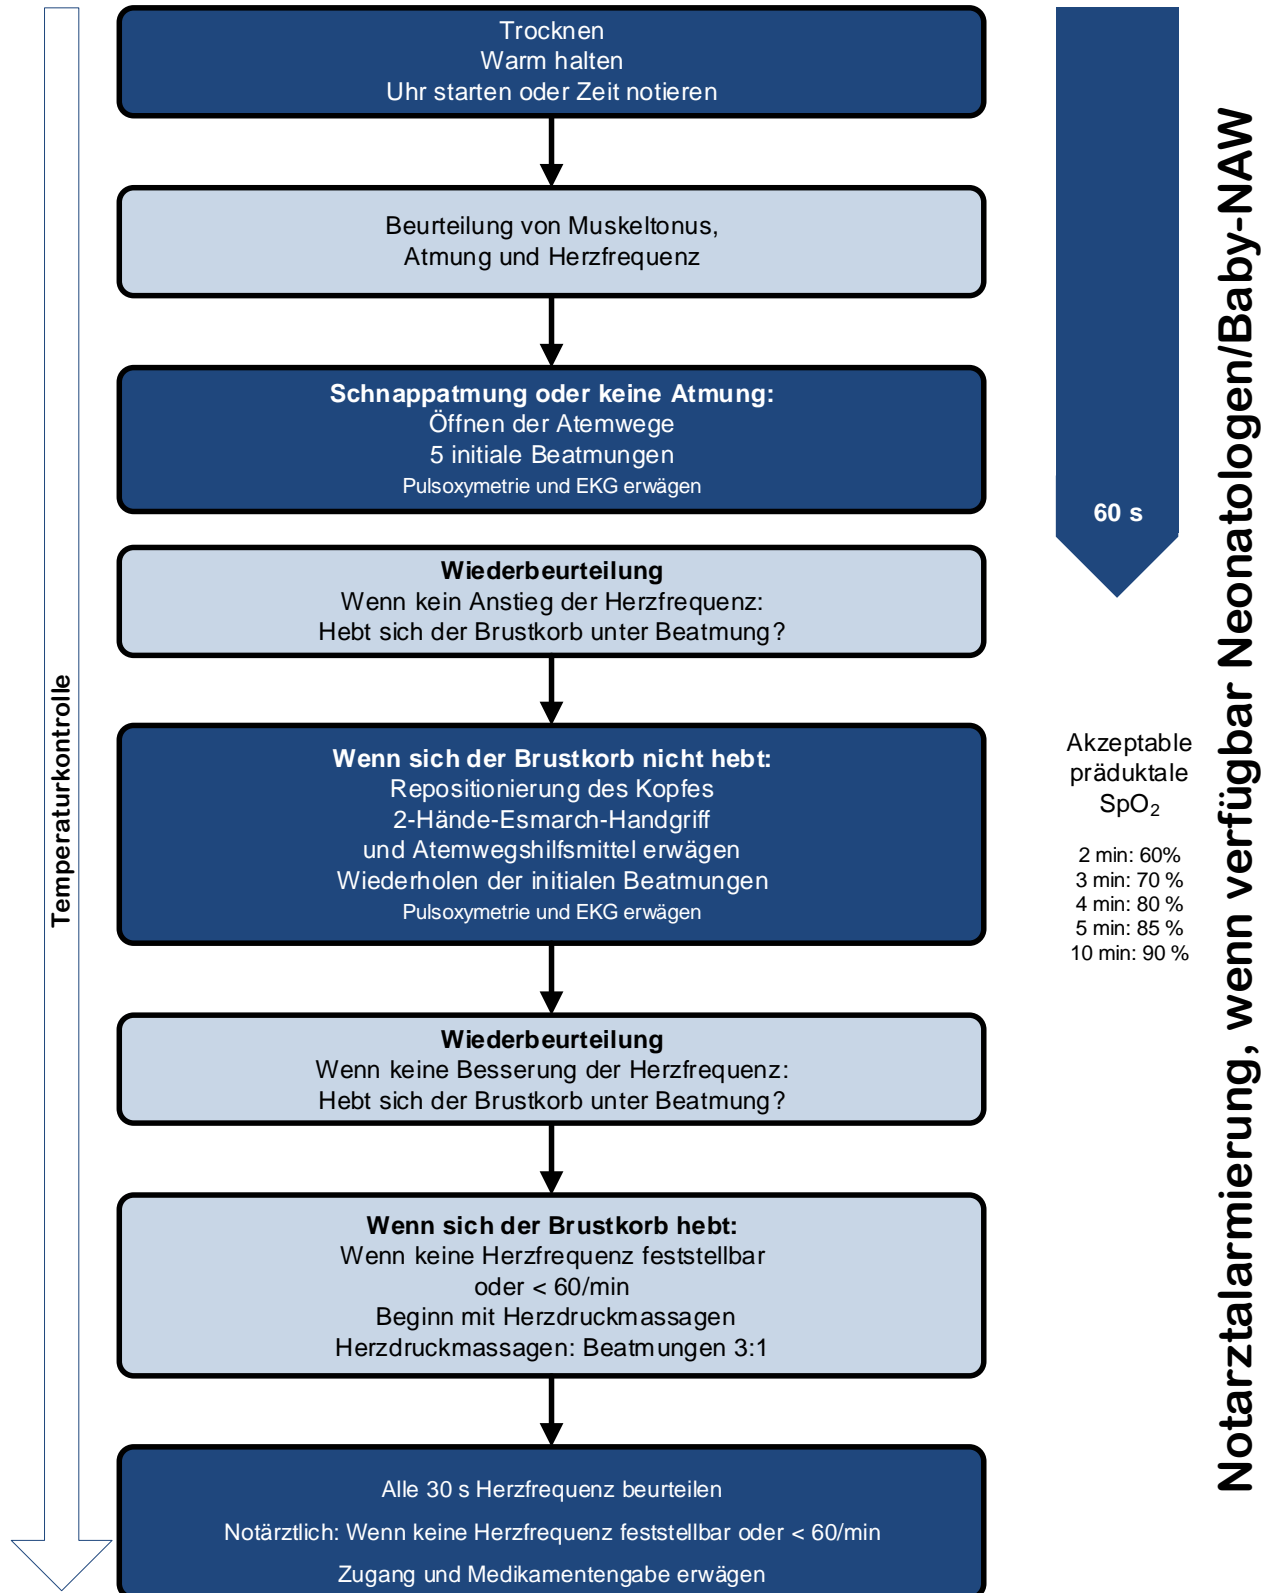 Trocknen
Warm halten
Uhr starten oder Zeit notieren
Beurteilung von Muskeltonus,
Atmung und Herzfrequenz
Schnappatmung oder keine Atmung:
Öffnen der Atemwege
5 initiale Beatmungen
Pulsoxymetrie und EKG erwägen
60 s
Wiederbeurteilung
Wenn kein Anstieg der Herzfrequenz:
Hebt sich der Brustkorb unter Beatmung?
Wenn sich der Brustkorb nicht hebt:
Repositionierung des Kopfes
2-Hände-Esmarch-Handgriff
und Atemwegshilfsmittel erwägen
Wiederholen der initialen Beatmungen
Pulsoxymetrie und EKG erwägen
Akzeptable
präduktale
SpO₂
2 min: 60%
3 min: 70 %
4 min: 80 %
5 min: 85 %
10 min: 90 %
Wiederbeurteilung
Wenn keine Besserung der Herzfrequenz:
Hebt sich der Brustkorb unter Beatmung?
Wenn sich der Brustkorb hebt:
Wenn keine Herzfrequenz feststellbar
oder < 60/min
Beginn mit Herzdruckmassagen
Herzdruckmassagen: Beatmungen 3:1
Alle 30 s Herzfrequenz beurteilen
Notärztlich: Wenn keine Herzfrequenz feststellbar oder < 60/min
Zugang und Medikamentengabe erwägen
Temperaturkontrolle
Notarztalarmierung, wenn verfügbar Neonatologen/Baby-NAW